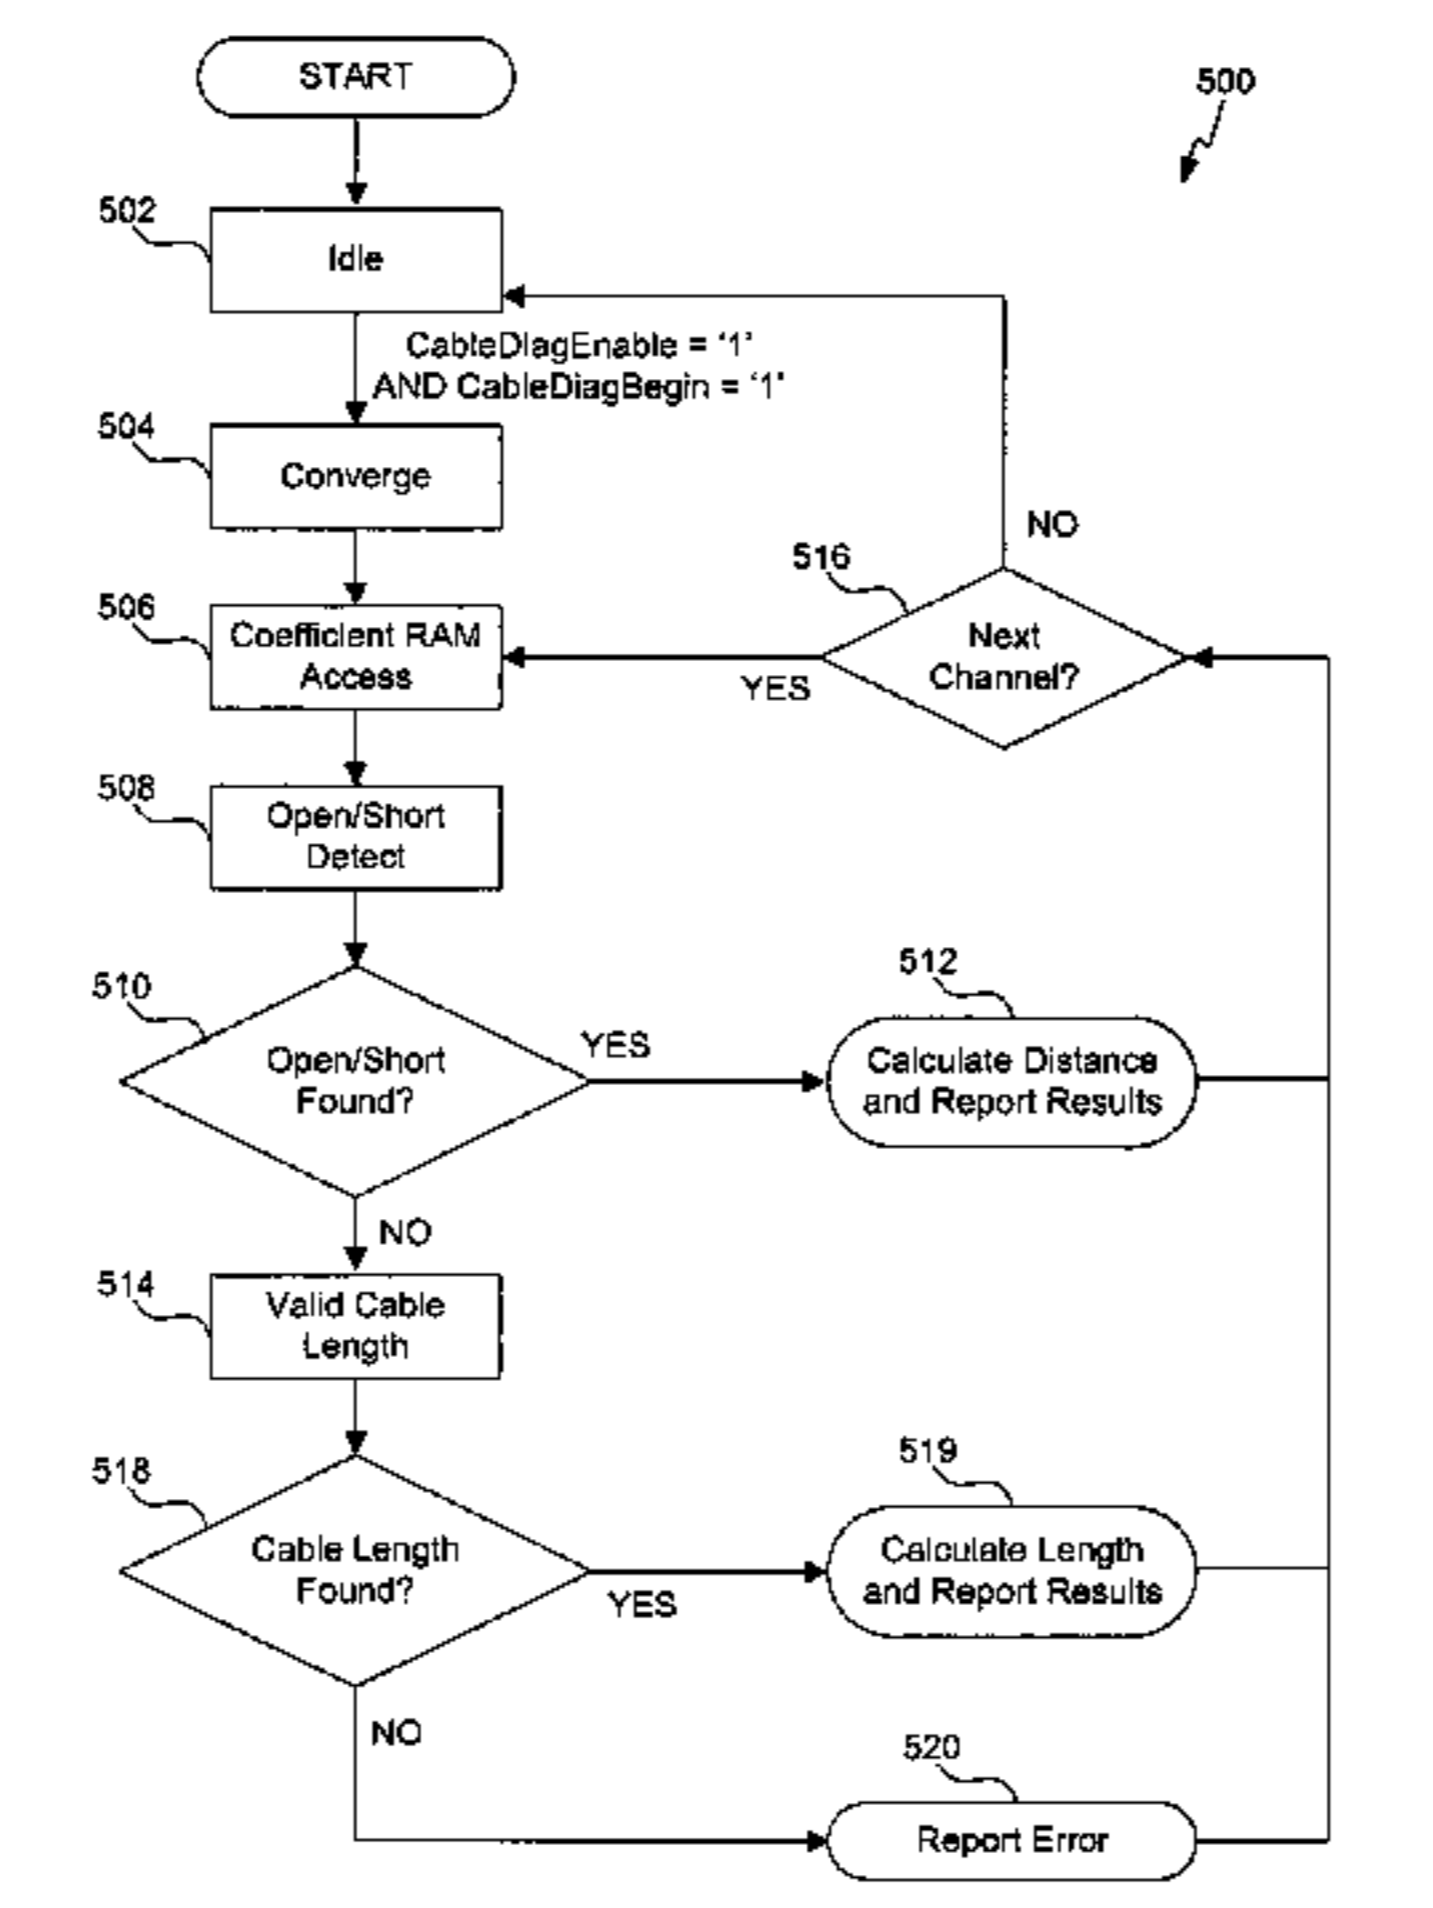 START
500
502
Idle
CableDiagEnable = '1'
AND CableDiagBegin = '1'
504
Converge
NO
516
506
Coefficient RAM
Access
Next
Channel?
YES
508
Open/Short
Detect
512
510
YES
Open/Short
Found?
Calculate Distance
and Report Results
NO
514
Valid Cable
Length
519
518
Cable Length
Found?
YES
Calculate Length
and Report Results
NO
520
Report Error